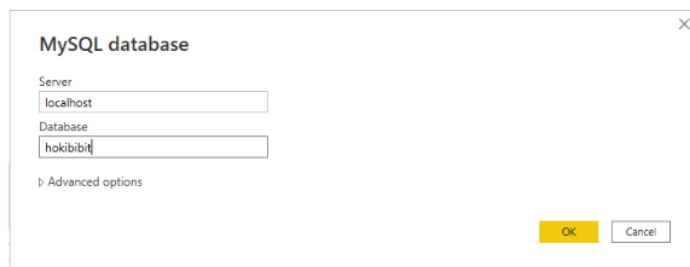 MySQL database
Server
localhost
Database
hokibibit
Advanced options
OK Cancel